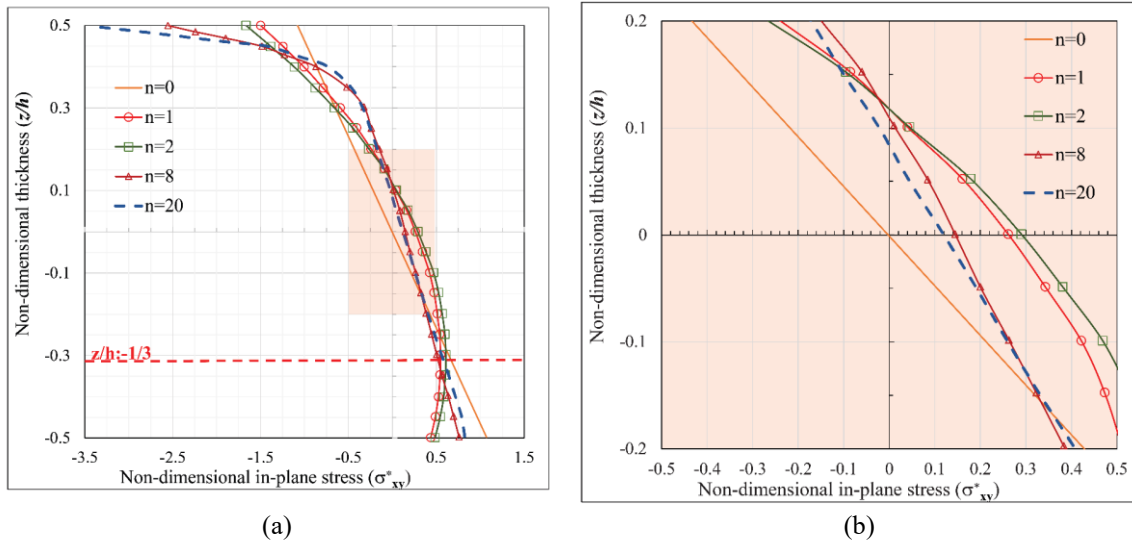 (a)
Non-dimensional thickness (z/h)
0.5
0.3
0.1
-0.1
-0.3
-0.5
n=0
n=1
n=2
n=8
n=20
z/h:-1/3
-3.5 -2.5 -1.5 -0.5 0.5 1.5
Non-dimensional in-plane stress (σ*xy)
(a)
(b)
Non-dimensional thickness (z/h)
0.2
0.1
0
-0.1
-0.2
n=0
n=1
n=2
n=8
n=20
-0.5 -0.4 -0.3 -0.2 -0.1 0 0.1 0.2 0.3 0.4 0.5
Non-dimensional in-plane stress (σ*xy)
(b)